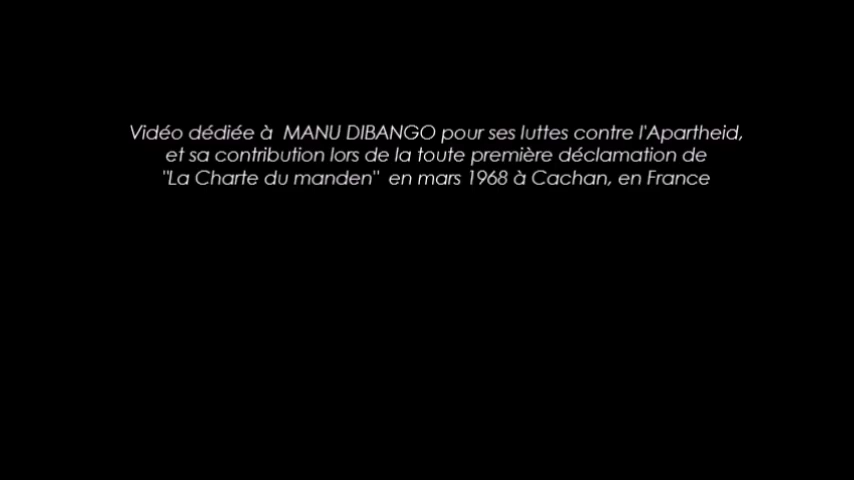 Vidéo dédiée à  MANU DIBANGO pour ses luttes contre l'Apartheid,
et sa contribution lors de la toute première déclamation de
"La Charte du manden"  en mars 1968 à Cachan, en France